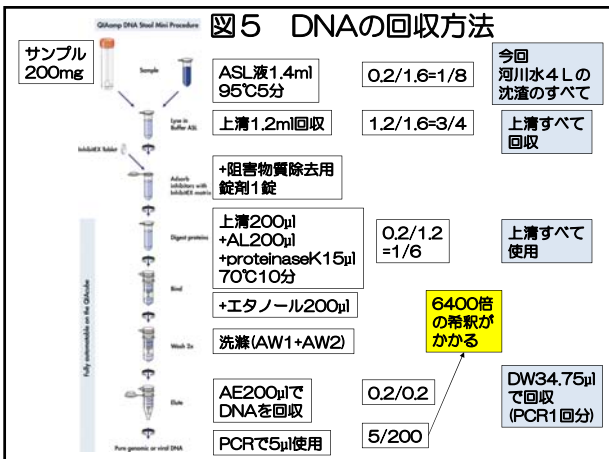 QIAamp DNA Stool Mini Procedure
図5 DNAの回収方法
サンプル
200mg
Sample
ASL液1.4ml
95℃5分
0.2/1.6=1/8
今回
河川水4Lの
沈渣のすべて
Lyse in
Buffer ASL
上清1.2ml回収
1.2/1.6=3/4
上清すべて
回収
InhibitEX Tablet
Adsorb
inhibitors with
InhibitEX matrix
+阻害物質除去用
錠剤1錠
Digest proteins
上清200μl
+AL200μl
+proteinaseK15μl
70℃10分
0.2/1.2
=1/6
上清すべて
使用
Bind
+エタノール200μl
6400倍
の希釈が
かかる
Wash 2x
洗滌(AW1+AW2)
Fully automatable on the QIAcube
Elute
AE200μlで
DNAを回収
0.2/0.2
DW34.75μl
で回収
(PCR1回分)
Pure genomic or viral DNA
PCRで5μl使用
5/200